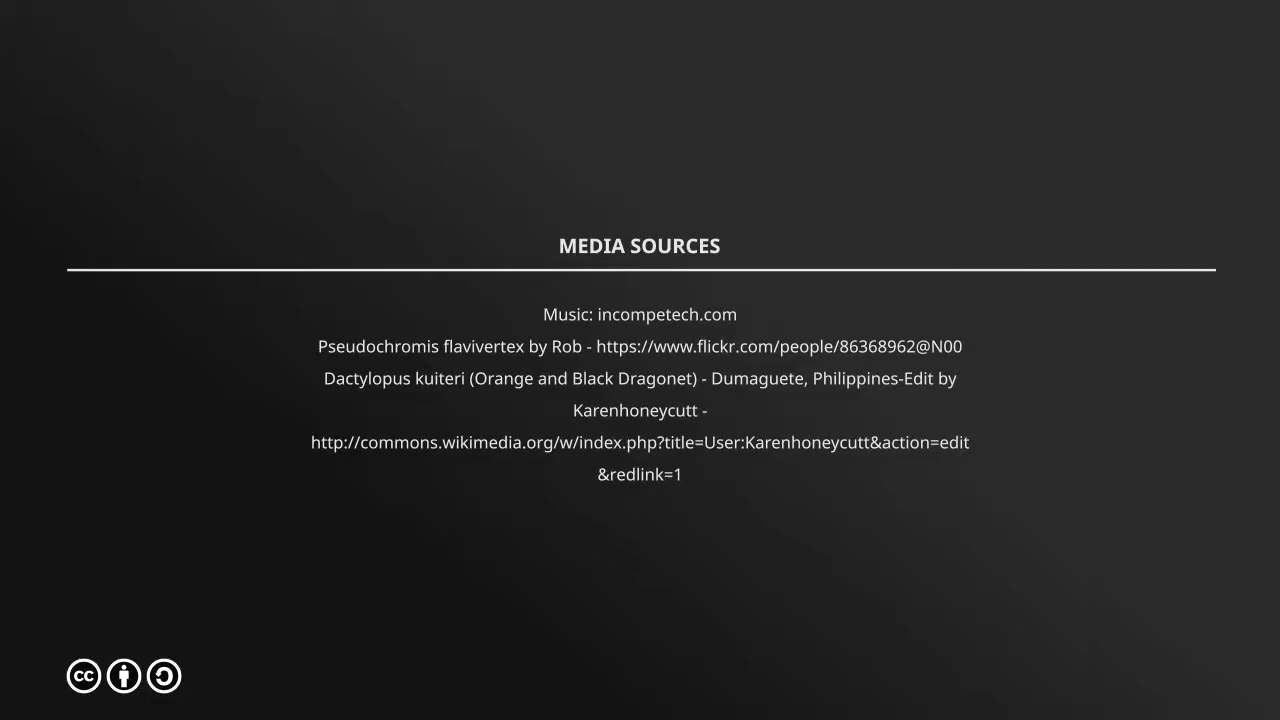 MEDIA SOURCES
Music: incompetech.com
Pseudochromis flavivertex by Rob - https://www.flickr.com/people/86368962@N00
Dactylopus kuiteri (Orange and Black Dragonet) - Dumaguete, Philippines-Edit by
Karenhoneycutt -
http://commons.wikimedia.org/w/index.php?title=User:Karenhoneycutt&action=edit
&redlink=1
cc